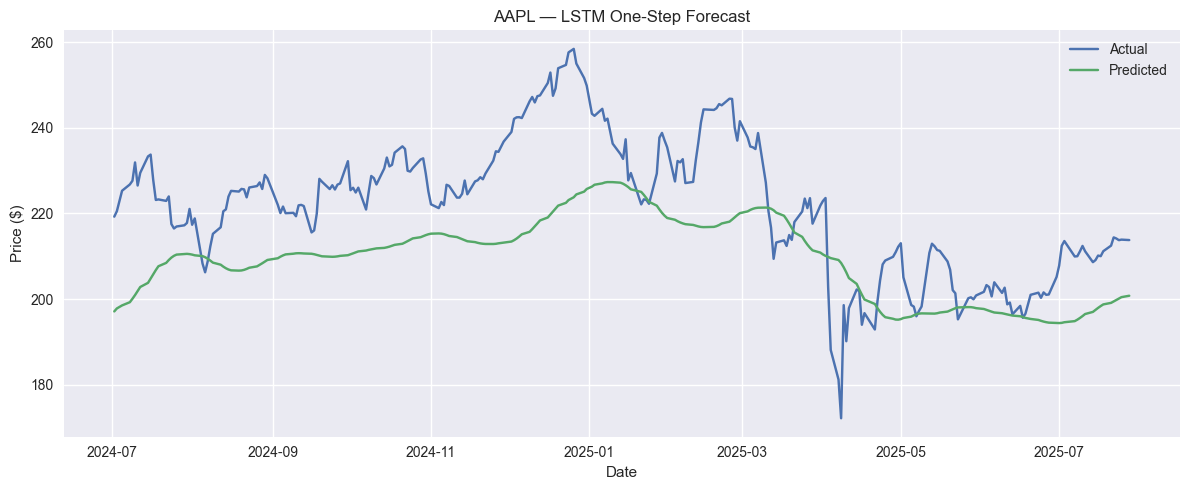 AAPL — LSTM One-Step Forecast
Actual
Predicted
Price ($)
260
240
220
200
180
2024-07 2024-09 2024-11 2025-01 2025-03 2025-05 2025-07
Date